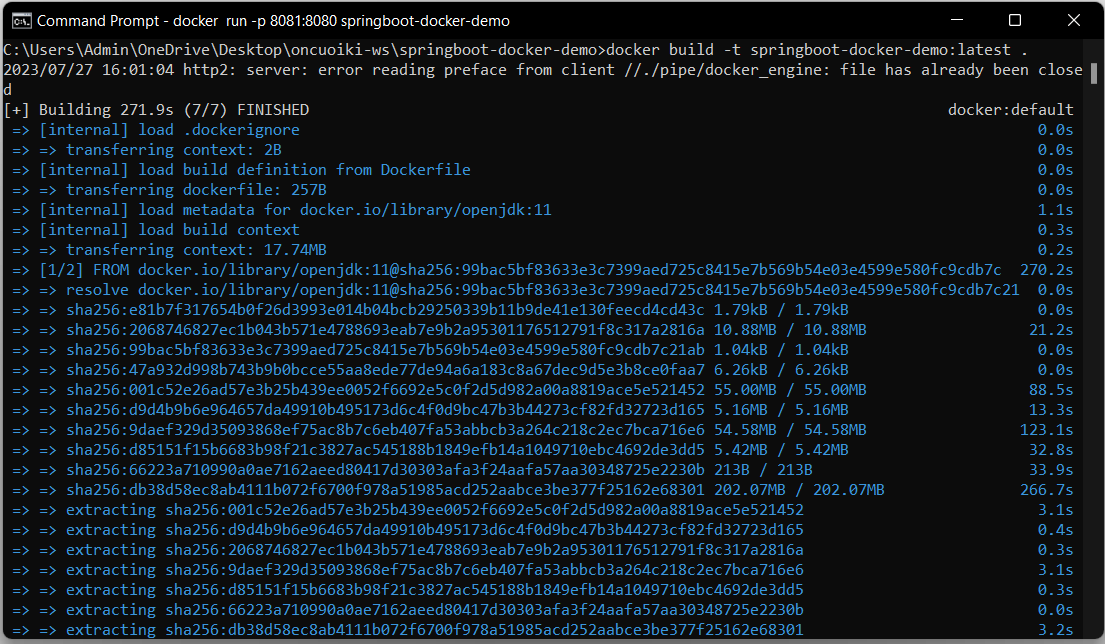 Command Prompt - docker  run -p 8081:8080 springboot-docker-demo
C:\Users\Admin\OneDrive\Desktop\oncuoiki-ws\springboot-docker-demo>docker build -t springboot-docker-demo:latest .
2023/07/27 16:01:04 http2: server: error reading preface from client //./pipe/docker_engine: file has already been close
d
[+] Building 271.9s (7/7) FINISHED docker:default
=> [internal] load .dockerignore 0.0s
=> => transferring context: 2B 0.0s
=> [internal] load build definition from Dockerfile 0.0s
=> => transferring dockerfile: 257B 0.0s
=> [internal] load metadata for docker.io/library/openjdk:11 1.1s
=> [internal] load build context 0.3s
=> => transferring context: 17.74MB 0.2s
=> [1/2] FROM docker.io/library/openjdk:11@sha256:99bac5bf83633e3c7399aed725c8415e7b569b54e03e4599e580fc9cdb7c 270.2s
=> => resolve docker.io/library/openjdk:11@sha256:99bac5bf83633e3c7399aed725c8415e7b569b54e03e4599e580fc9cdb7c21 0.0s
=> => sha256:e81b7f317654b0f26d3993e014b04bcb29250339b11b9de41e130feecd4cd43c 1.79kB / 1.79kB 0.0s
=> => sha256:2068746827ec1b043b571e4788693eab7e9b2a95301176512791f8c317a2816a 10.88MB / 10.88MB 21.2s
=> => sha256:99bac5bf83633e3c7399aed725c8415e7b569b54e03e4599e580fc9cdb7c21ab 1.04kB / 1.04kB 0.0s
=> => sha256:47a932d998b743b9b0bcce55aa8ede77de94a6a183c8a67dec9d5e3b8ce0faa7 6.26kB / 6.26kB 0.0s
=> => sha256:001c52e26ad57e3b25b439ee0052f6692e5c0f2d5d982a00a8819ace5e521452 55.00MB / 55.00MB 88.5s
=> => sha256:d9d4b9b6e964657da49910b495173d6c4f0d9bc47b3b44273cf82fd32723d165 5.16MB / 5.16MB 13.3s
=> => sha256:9daef329d35093868ef75ac8b7c6eb407fa53abbcb3a264c218c2ec7bca716e6 54.58MB / 54.58MB 123.1s
=> => sha256:d85151f15b6683b98f21c3827ac545188b1849efb14a1049710ebc4692de3dd5 5.42MB / 5.42MB 32.8s
=> => sha256:66223a710990a0ae7162aeed80417d30303afa3f24aafa57aa30348725e2230b 213B / 213B 33.9s
=> => sha256:db38d58ec8ab4111b072f6700f978a51985acd252aabce3be377f25162e68301 202.07MB / 202.07MB 266.7s
=> => extracting sha256:001c52e26ad57e3b25b439ee0052f6692e5c0f2d5d982a00a8819ace5e521452 3.1s
=> => extracting sha256:d9d4b9b6e964657da49910b495173d6c4f0d9bc47b3b44273cf82fd32723d165 0.4s
=> => extracting sha256:2068746827ec1b043b571e4788693eab7e9b2a95301176512791f8c317a2816a 0.3s
=> => extracting sha256:9daef329d35093868ef75ac8b7c6eb407fa53abbcb3a264c218c2ec7bca716e6 3.1s
=> => extracting sha256:d85151f15b6683b98f21c3827ac545188b1849efb14a1049710ebc4692de3dd5 0.3s
=> => extracting sha256:66223a710990a0ae7162aeed80417d30303afa3f24aafa57aa30348725e2230b 0.0s
=> => extracting sha256:db38d58ec8ab4111b072f6700f978a51985acd252aabce3be377f25162e68301 3.2s